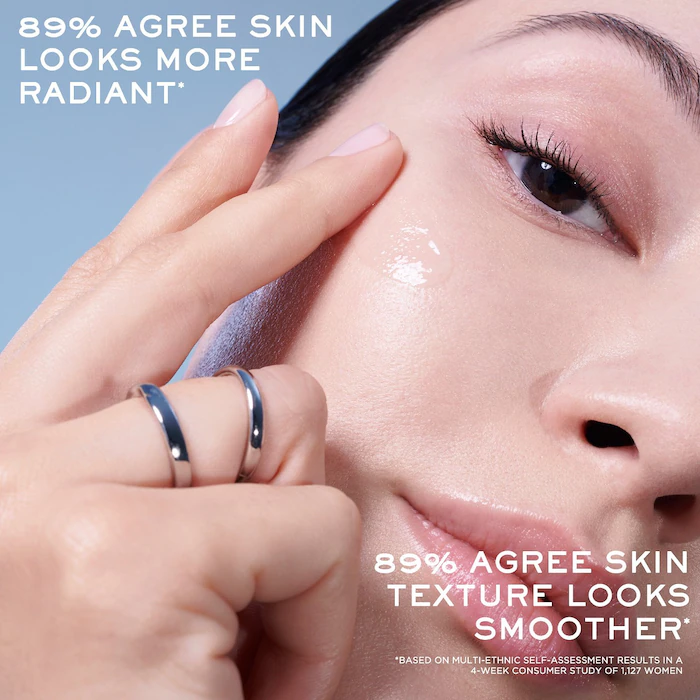 89% AGREE SKIN
LOOKS MORE
RADIANT*
89% AGREE SKIN
TEXTURE LOOKS
SMOOTHER*
*BASED ON MULTI-ETHNIC SELF-ASSESSMENT RESULTS IN A
4-WEEK CONSUMER STUDY OF 1,127 WOMEN